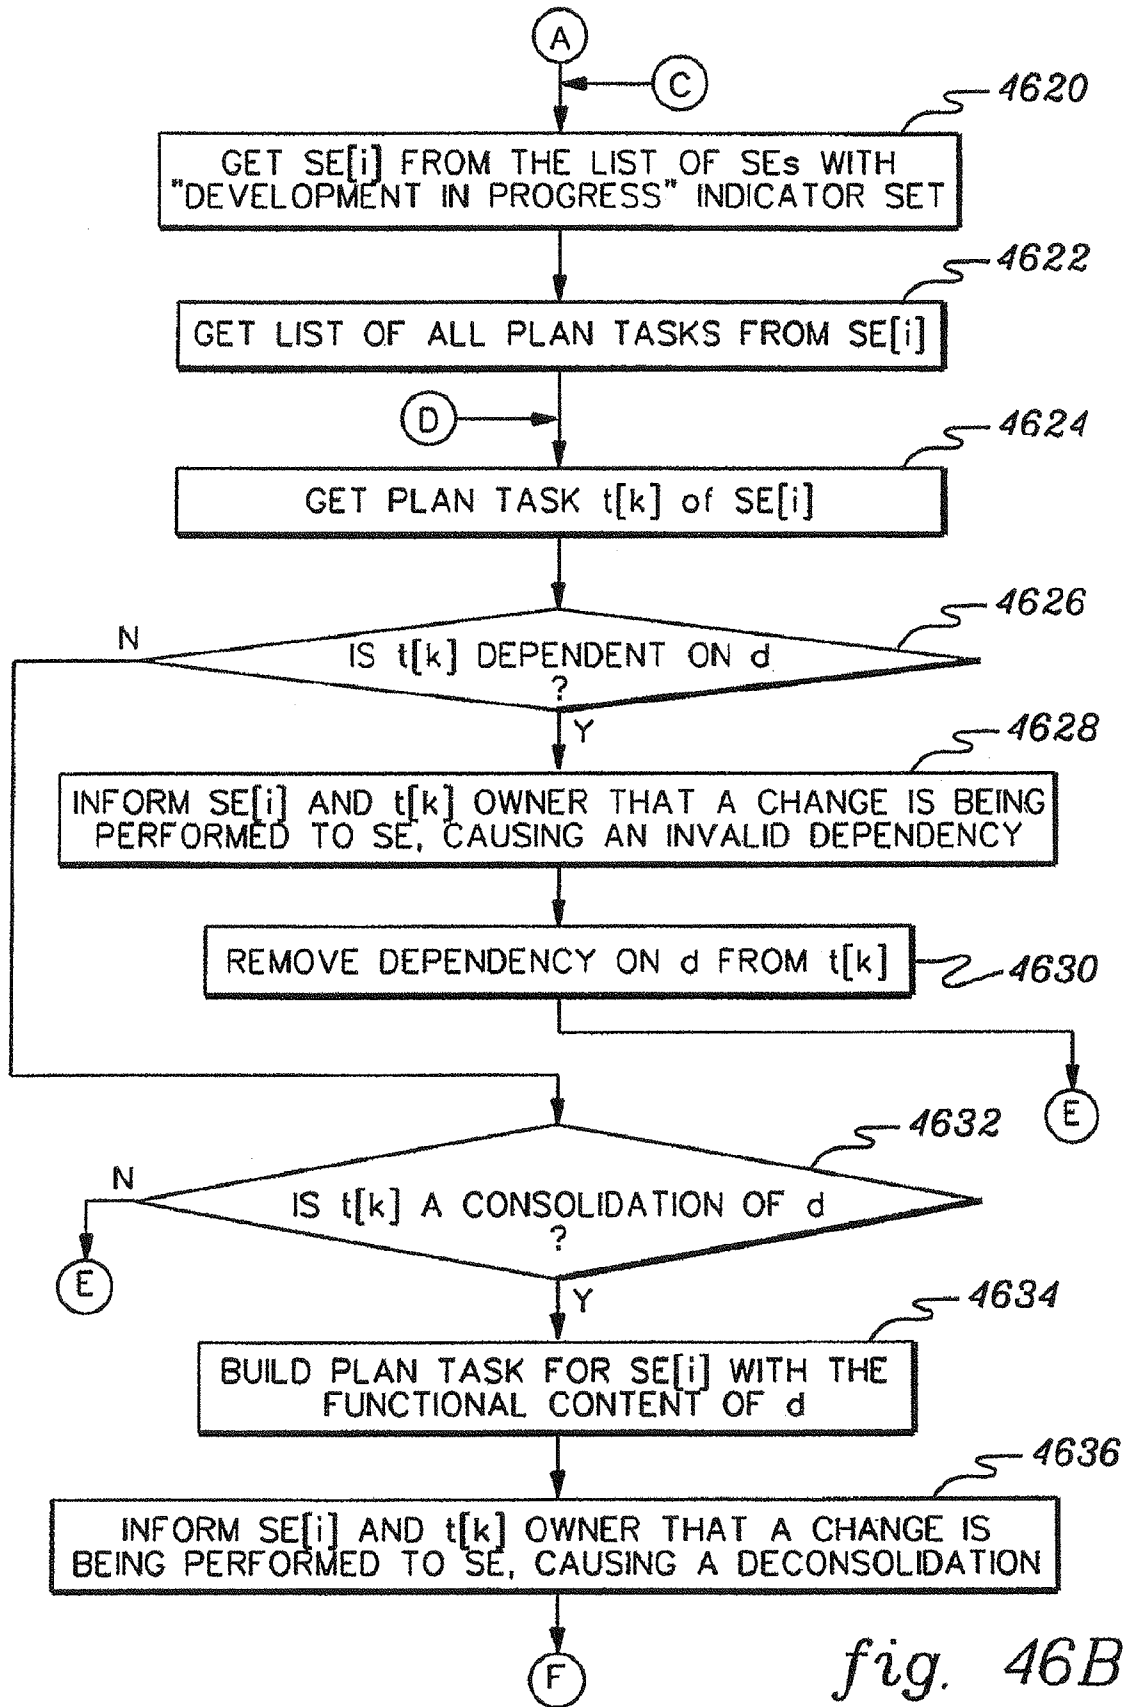 A
C
4620
GET SE[i] FROM THE LIST OF SEs WITH
"DEVELOPMENT IN PROGRESS" INDICATOR SET
4622
GET LIST OF ALL PLAN TASKS FROM SE[i]
D
4624
GET PLAN TASK t[k] of SE[i]
4626
N
IS t[k] DEPENDENT ON d
?
Y
4628
INFORM SE[i] AND t[k] OWNER THAT A CHANGE IS BEING
PERFORMED TO SE, CAUSING AN INVALID DEPENDENCY
REMOVE DEPENDENCY ON d FROM t[k]
4630
E
4632
N
IS t[k] A CONSOLIDATION OF d
?
E
Y
4634
BUILD PLAN TASK FOR SE[i] WITH THE
FUNCTIONAL CONTENT OF d
4636
INFORM SE[i] AND t[k] OWNER THAT A CHANGE IS
BEING PERFORMED TO SE, CAUSING A DECONSOLIDATION
F
fig. 46B